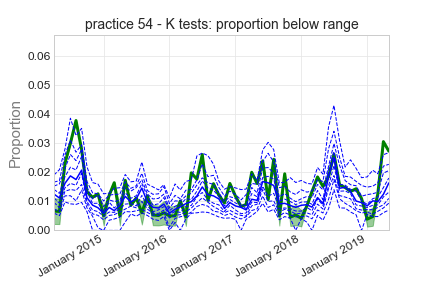 practice 54 - K tests: proportion below range
0.06
0.05
0.04
0.03
0.02
0.01
0.00
Proportion
January 2015
January 2016
January 2017
January 2018
January 2019